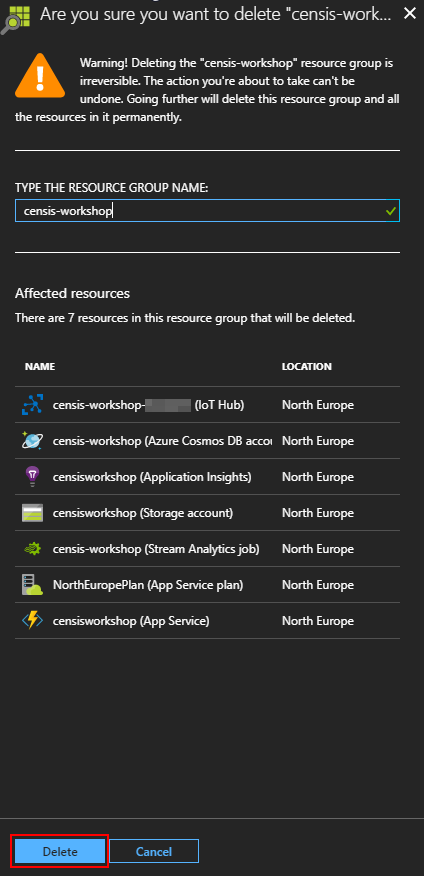 Are you sure you want to delete "censis-work...
Warning! Deleting the "censis-workshop" resource group is
irreversible. The action you're about to take can't be
undone. Going further will delete this resource group and all
the resources in it permanently.
TYPE THE RESOURCE GROUP NAME:
censis-workshop
Affected resources
There are 7 resources in this resource group that will be deleted.
NAME LOCATION
censis-workshop- (IoT Hub) North Europe
censis-workshop (Azure Cosmos DB accou North Europe
censisworkshop (Application Insights) North Europe
censisworkshop (Storage account) North Europe
censis-workshop (Stream Analytics job) North Europe
NorthEuropePlan (App Service plan) North Europe
censisworkshop (App Service) North Europe
Delete Cancel